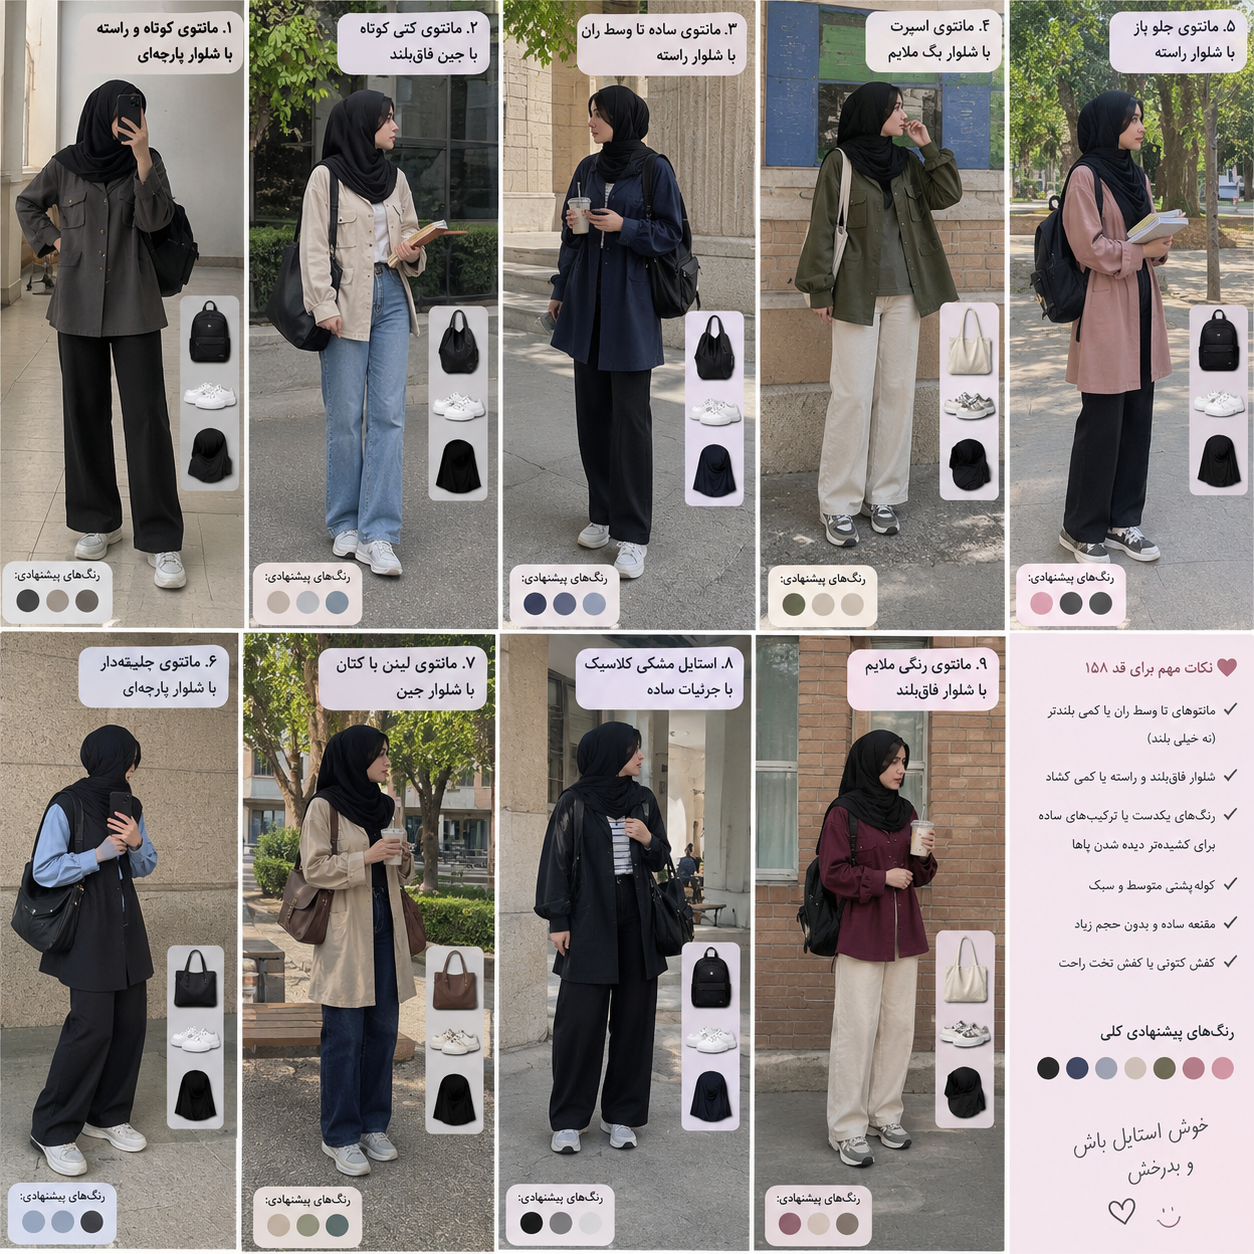 ۱. مانتوی کوتاه و راسته
با شلوار پارچه‌ای
رنگ‌های پیشنهادی:
۲. مانتوی کتی کوتاه
با جین فاق‌بلند
رنگ‌های پیشنهادی:
۳. مانتوی ساده تا وسط ران
با شلوار راسته
رنگ‌های پیشنهادی:
۴. مانتوی اسپرت
با شلوار بگ ملایم
رنگ‌های پیشنهادی:
۵. مانتوی جلو باز
با شلوار راسته
رنگ‌های پیشنهادی:
۶. مانتوی جلیقه‌دار
با شلوار پارچه‌ای
رنگ‌های پیشنهادی:
۷. مانتوی لینن با کتان
با شلوار جین
رنگ‌های پیشنهادی:
۸. استایل مشکی کلاسیک
با جزئیات ساده
رنگ‌های پیشنهادی:
۹. مانتوی رنگی ملایم
با شلوار فاق‌بلند
رنگ‌های پیشنهادی:
نکات مهم برای قد ۱۵۸
✓ مانتوهای تا وسط ران یا کمی بلندتر
(نه خیلی بلند)
✓ شلوار فاق‌بلند و راسته یا کمی کشاد
✓ رنگ‌های یکدست یا ترکیب‌های ساده
برای کشیده‌تر دیده شدن پاها
✓ کوله‌پشتی متوسط و سبک
✓ مقنعه ساده و بدون حجم زیاد
✓ کفش کتونی یا کفش تخت راحت
رنگ‌های پیشنهادی کلی
خوش استایل باش
و بدرخش